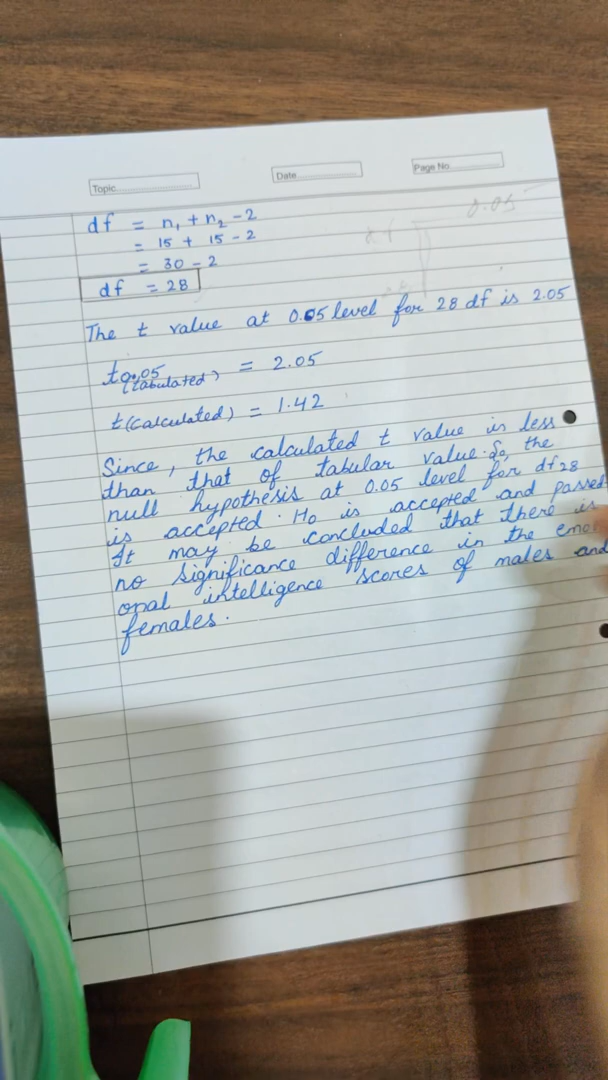 Topic
Date
Page No.
0.05
df = n₁ + n₂ - 2
= 15 + 15 - 2
= 30 - 2
df = 28
The t value at 0.05 level for 28 df is 2.05
t0.05 (tabulated) = 2.05
t (calculated) = 1.42
Since, the calculated t value is less
than that of tabular value. So, the
null hypothesis at 0.05 level for df 28
is accepted. H₀ is accepted and passed
It may be concluded that there is
no significance difference in the emo
onal intelligence scores of males and
females.